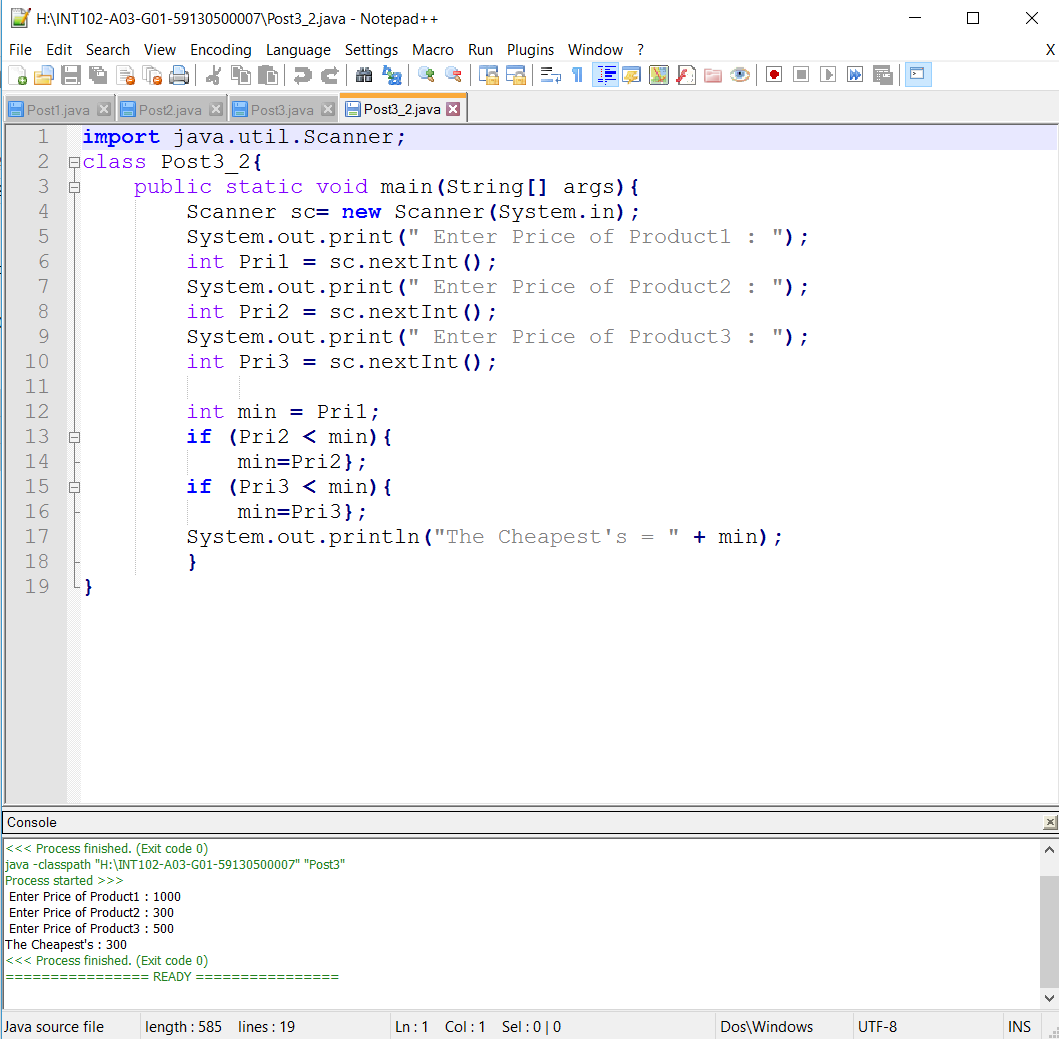 H:\INT102-A03-G01-59130500007\Post3_2.java - Notepad++
File Edit Search View Encoding Language Settings Macro Run Plugins Window ? X
Post1.java Post2.java Post3.java Post3_2.java
1 import java.util.Scanner;
2 class Post3_2{
3 public static void main(String[] args){
4 Scanner sc= new Scanner(System.in);
5 System.out.print(" Enter Price of Product1 : ");
6 int Pri1 = sc.nextInt();
7 System.out.print(" Enter Price of Product2 : ");
8 int Pri2 = sc.nextInt();
9 System.out.print(" Enter Price of Product3 : ");
10 int Pri3 = sc.nextInt();
11
12 int min = Pri1;
13 if (Pri2 < min){
14 min=Pri2};
15 if (Pri3 < min){
16 min=Pri3};
17 System.out.println("The Cheapest's = " + min);
18 }
19 }
Console
<<< Process finished. (Exit code 0)
java -classpath "H:\INT102-A03-G01-59130500007" "Post3"
Process started >>>
Enter Price of Product1 : 1000
Enter Price of Product2 : 300
Enter Price of Product3 : 500
The Cheapest's : 300
<<< Process finished. (Exit code 0)
================ READY ================
Java source file length : 585 lines : 19 Ln : 1 Col : 1 Sel : 0 | 0 Dos\Windows UTF-8 INS